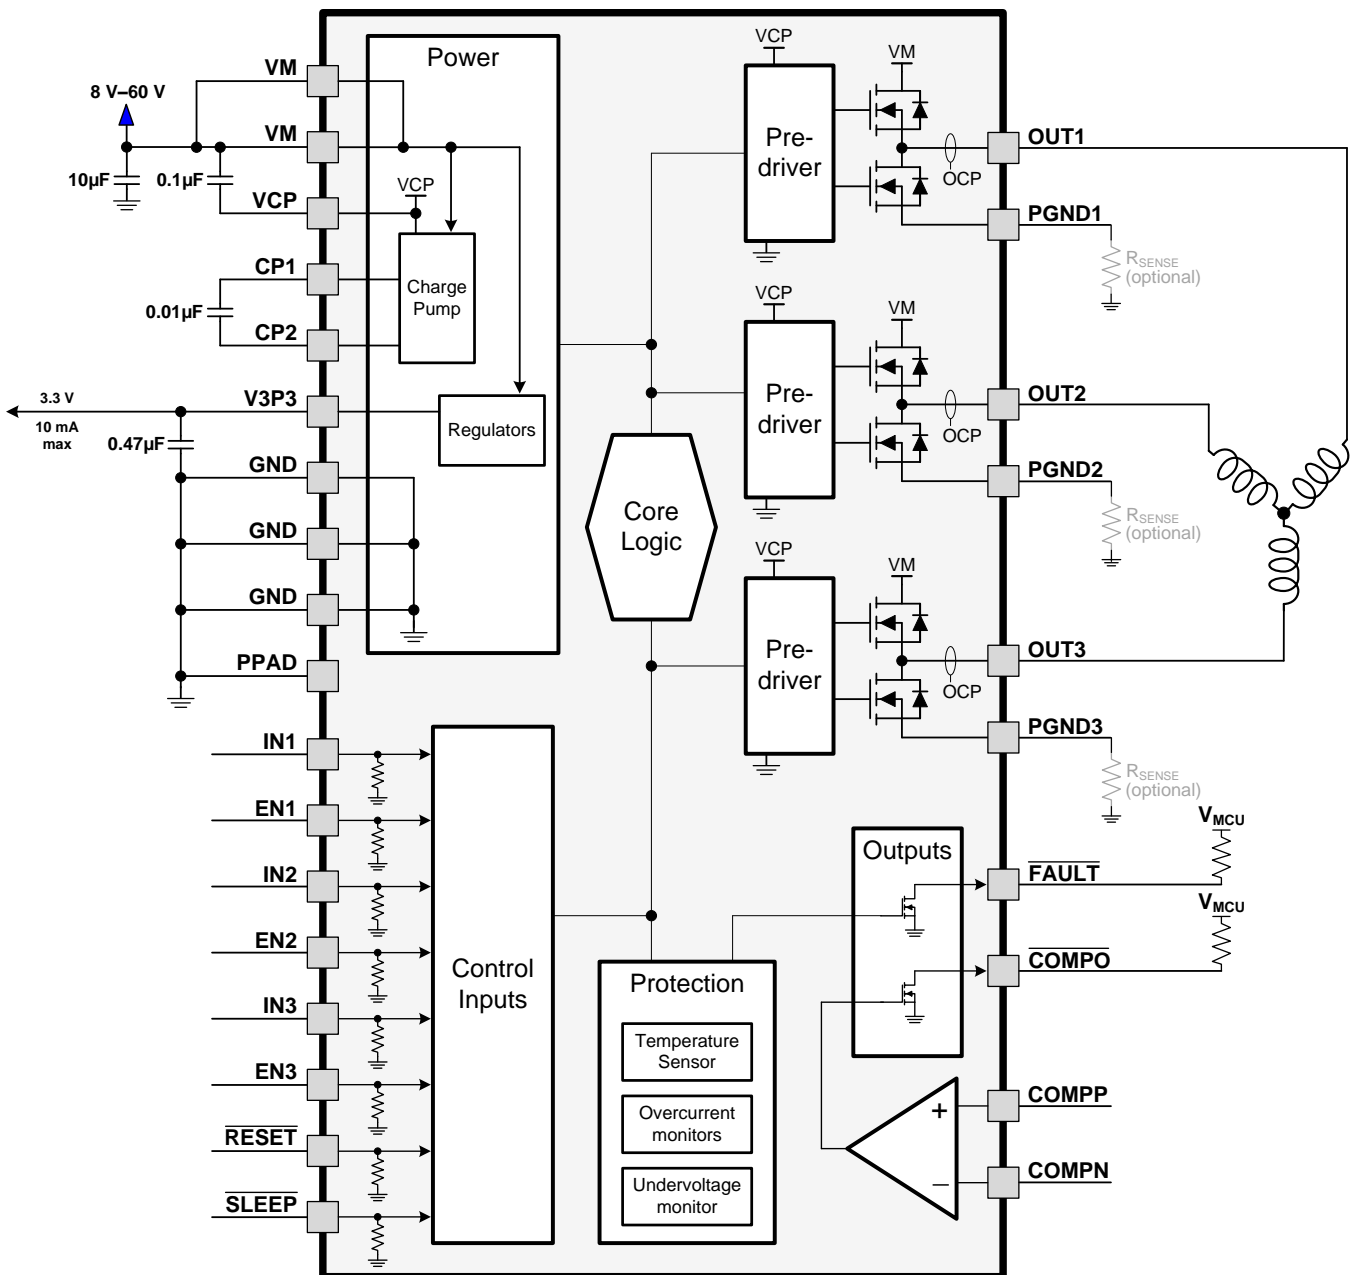 Power
VM
8 V–60 V
VM
10µF
0.1µF
VCP
VCP
CP1
0.01µF
CP2
Charge
Pump
3.3 V
10 mA
max
V3P3
0.47µF
Regulators
GND
GND
GND
PPAD
Core
Logic
VCP
Pre-
driver
VM
OCP
OUT1
PGND1
RSENSE
(optional)
VCP
Pre-
driver
VM
OCP
OUT2
PGND2
RSENSE
(optional)
VCP
Pre-
driver
VM
OCP
OUT3
PGND3
RSENSE
(optional)
IN1
EN1
IN2
EN2
IN3
EN3
RESET
SLEEP
Control
Inputs
Protection
Temperature
Sensor
Overcurrent
monitors
Undervoltage
monitor
Outputs
VMCU
FAULT
VMCU
COMPO
+
COMPP
–
COMPN